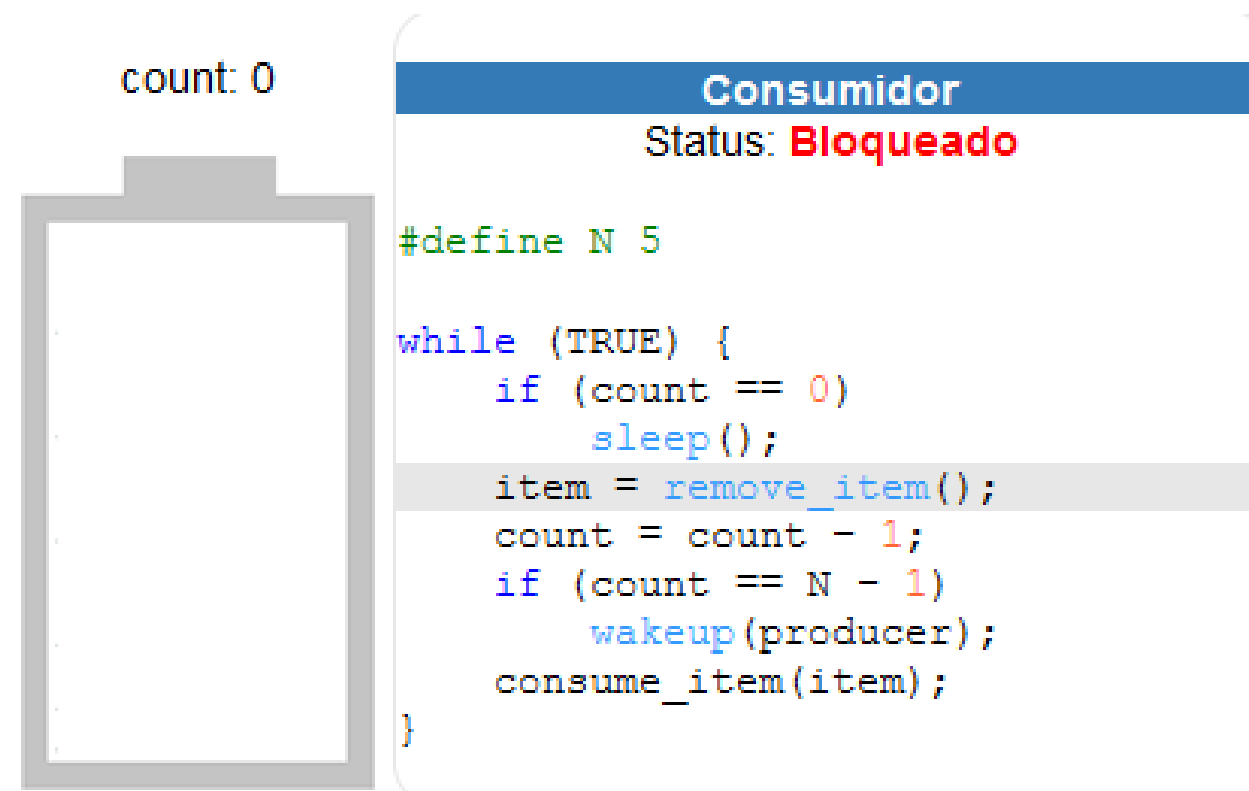 count: 0
Consumidor
Status: Bloqueado
#define N 5
while (TRUE) {
    if (count == 0)
        sleep();
    item = remove_item();
    count = count - 1;
    if (count == N - 1)
        wakeup(producer);
    consume_item(item);
}